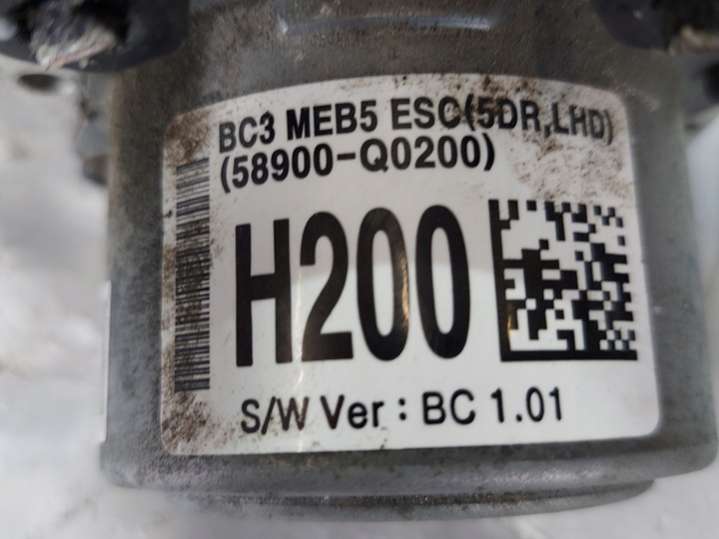 BC3 MEB5 ESC(5DR,LHD)
(58900-Q0200)
H200
S/W Ver : BC 1.01